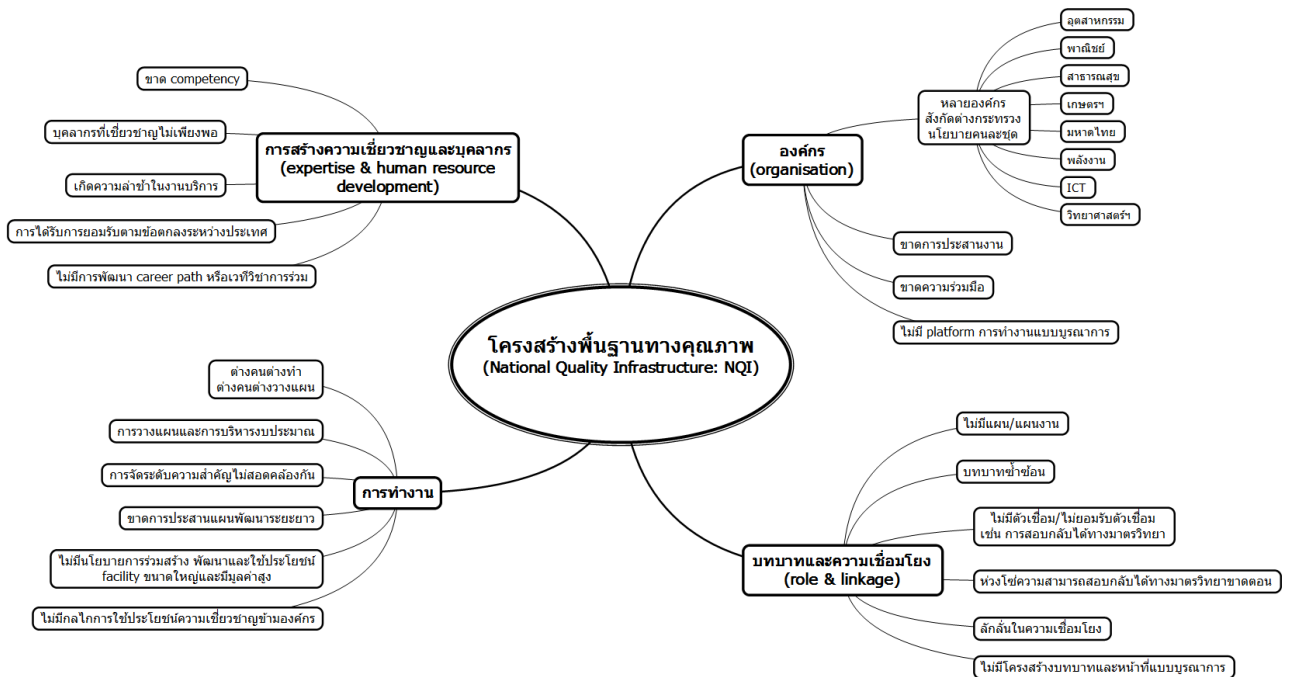 โครงสร้างพื้นฐานทางคุณภาพ
(National Quality Infrastructure: NQI)
การสร้างความเชี่ยวชาญและบุคลากร
(expertise & human resource
development)
ขาด competency
บุคลากรที่เชี่ยวชาญไม่เพียงพอ
เกิดความล่าช้าในงานบริการ
การได้รับการยอมรับตามข้อตกลงระหว่างประเทศ
ไม่มีการพัฒนา career path หรือเวทีวิชาการร่วม
องค์กร
(organisation)
หลายองค์กร
สังกัดต่างกระทรวง
นโยบายคนละชุด
อุตสาหกรรม
พาณิชย์
สาธารณสุข
เกษตรฯ
มหาดไทย
พลังงาน
ICT
วิทยาศาสตร์ฯ
ขาดการประสานงาน
ขาดความร่วมมือ
ไม่มี platform การทำงานแบบบูรณาการ
การทำงาน
ต่างคนต่างทำ
ต่างคนต่างวางแผน
การวางแผนและการบริหารงบประมาณ
การจัดระดับความสำคัญไม่สอดคล้องกัน
ขาดการประสานแผนพัฒนาระยะยาว
ไม่มีนโยบายการร่วมสร้าง พัฒนาและใช้ประโยชน์
facility ขนาดใหญ่และมีมูลค่าสูง
ไม่มีกลไกการใช้ประโยชน์ความเชี่ยวชาญข้ามองค์กร
บทบาทและความเชื่อมโยง
(role & linkage)
ไม่มีแผน/แผนงาน
บทบาทซ้ำซ้อน
ไม่มีตัวเชื่อม/ไม่ยอมรับตัวเชื่อม
เช่น การสอบกลับได้ทางมาตรวิทยา
ห่วงโซ่ความสามารถสอบกลับได้ทางมาตรวิทยาขาดตอน
ลักลั่นในความเชื่อมโยง
ไม่มีโครงสร้างบทบาทและหน้าที่แบบบูรณาการ